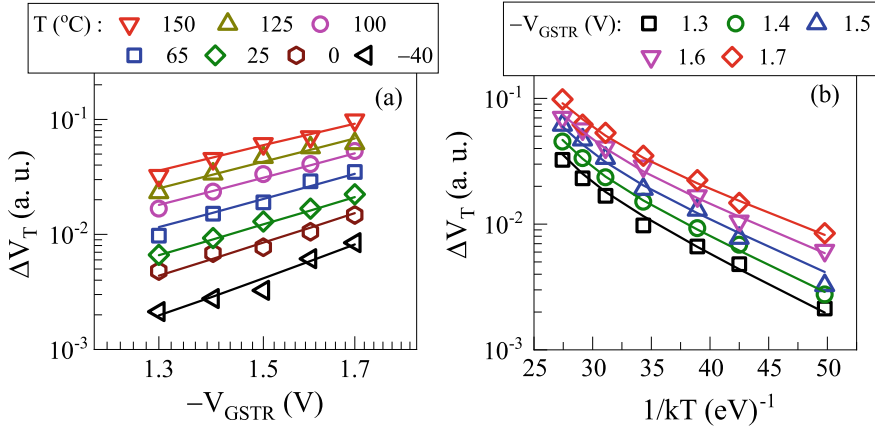 T (°C) : 150 125 100
65 25 0 −40
(a)
10⁻¹
10⁻²
10⁻³
ΔV_T (a. u.)
1.3 1.5 1.7
−V_GSTR (V)
−V_GSTR (V): 1.3 1.4 1.5
1.6 1.7
(b)
10⁻¹
10⁻²
10⁻³
ΔV_T (a. u.)
25 30 35 40 45 50
1/kT (eV)⁻¹